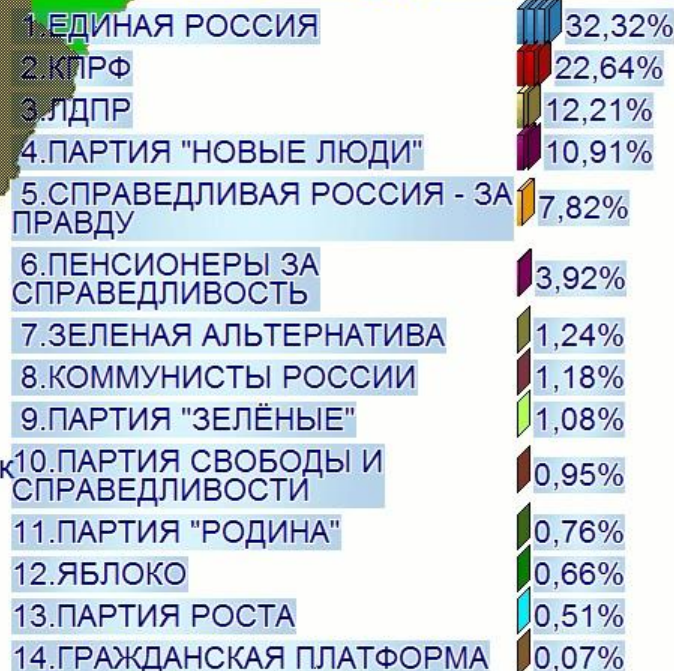 1.ЕДИНАЯ РОССИЯ 32,32%
2.КПРФ 22,64%
3.ЛДПР 12,21%
4.ПАРТИЯ "НОВЫЕ ЛЮДИ" 10,91%
5.СПРАВЕДЛИВАЯ РОССИЯ - ЗА
ПРАВДУ 7,82%
6.ПЕНСИОНЕРЫ ЗА
СПРАВЕДЛИВОСТЬ 3,92%
7.ЗЕЛЕНАЯ АЛЬТЕРНАТИВА 1,24%
8.КОММУНИСТЫ РОССИИ 1,18%
9.ПАРТИЯ "ЗЕЛЁНЫЕ" 1,08%
к
10.ПАРТИЯ СВОБОДЫ И
СПРАВЕДЛИВОСТИ 0,95%
11.ПАРТИЯ "РОДИНА" 0,76%
12.ЯБЛОКО 0,66%
13.ПАРТИЯ РОСТА 0,51%
14.ГРАЖДАНСКАЯ ПЛАТФОРМА 0,07%